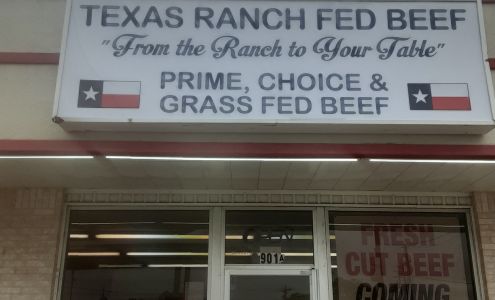 TEXAS RANCH FED BEEF
"From the Ranch to Your Table"
PRIME, CHOICE &
GRASS FED BEEF
OPEN
901A
FRESH
CUT BEEF
COMING